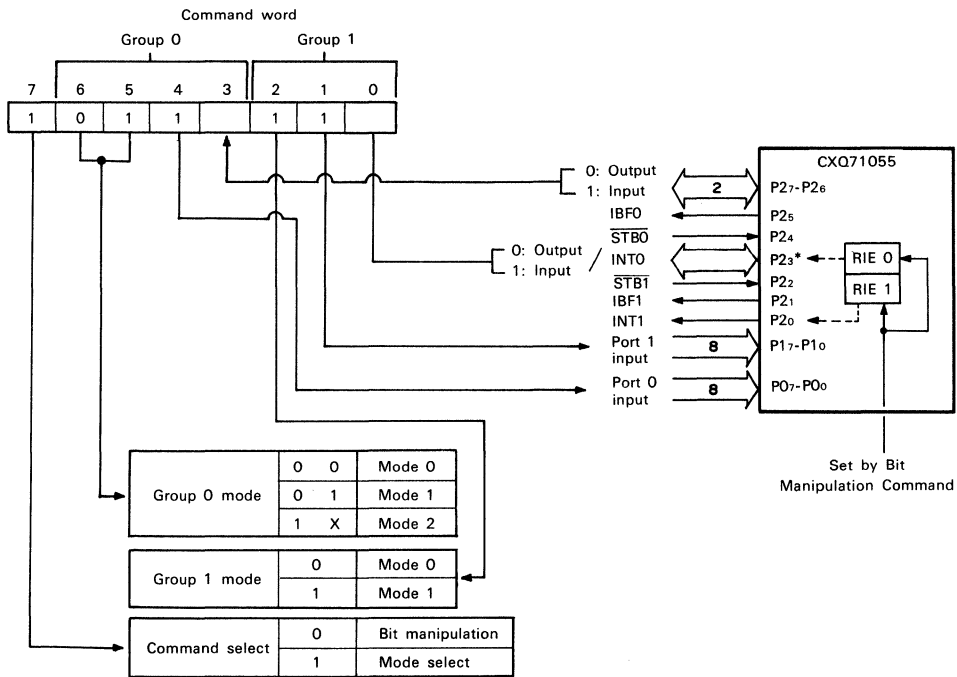 Command word
Group 0 Group 1
7 6 5 4 3 2 1 0
1 0 1 1 1 1
CXQ71055
0: Output
1: Input
2
P27-P26
IBF0
P25
STB0
P24
0: Output
1: Input
/
INT0
P23*
RIE 0
RIE 1
STB1
P22
IBF1
P21
INT1
P20
Port 1
input
8
P17-P10
Port 0
input
8
P07-P00
Set by Bit
Manipulation Command
Group 0 mode
0 0 Mode 0
0 1 Mode 1
1 X Mode 2
Group 1 mode
0 Mode 0
1 Mode 1
Command select
0 Bit manipulation
1 Mode select